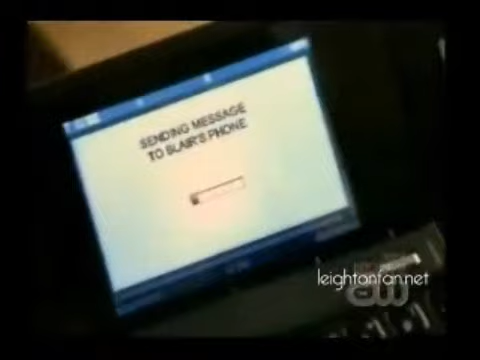 SENDING MESSAGE
TO BLAIR'S PHONE
leightonfan.net
CW